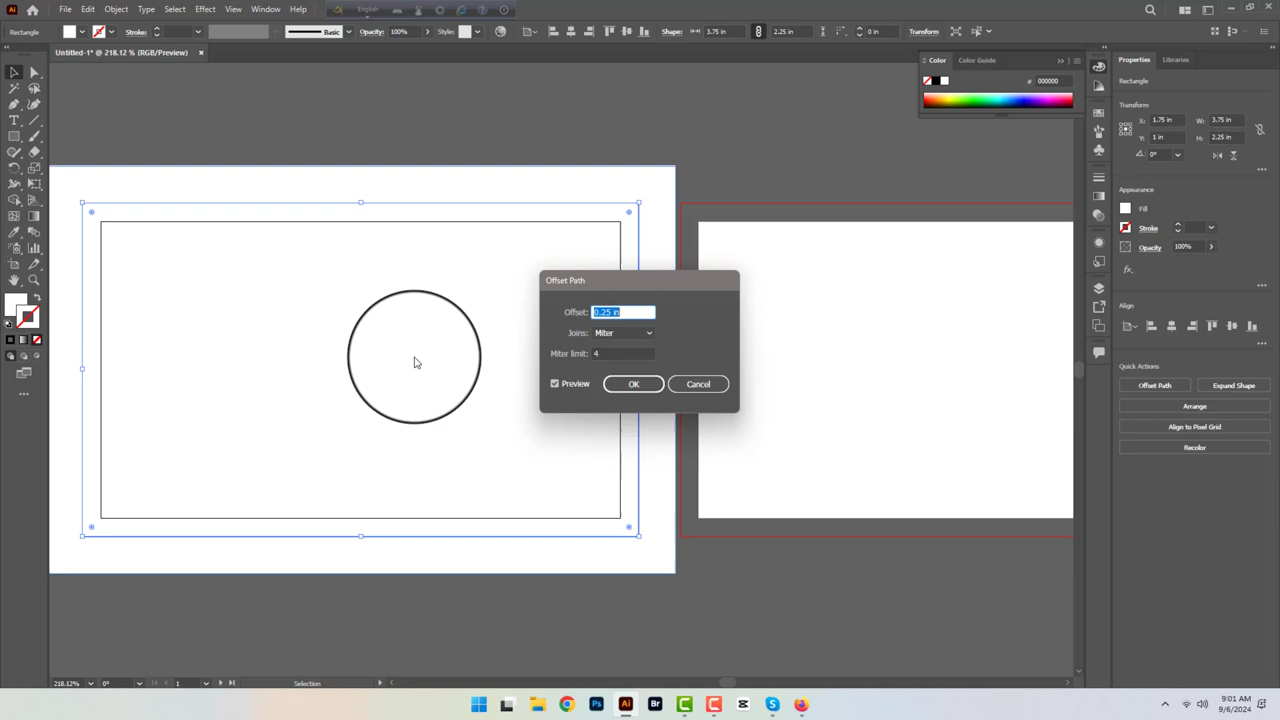 File Edit Object Type Select Effect View Window Help
English
Rectangle Stroke: Basic Opacity: 100% Style: Shape: 3.75 in 2.25 in 0 in Transform
Untitled-1* @ 218.12 % (RGB/Preview) ×
Color Color Guide
# 000000
Properties Libraries
Rectangle
Transform
X: 1.75 in W: 3.75 in
Y: 1 in H: 2.25 in
0°
Appearance
Fill
Stroke
Opacity 100%
fx
Align
Quick Actions
Offset Path Expand Shape
Arrange
Align to Pixel Grid
Recolor
Offset Path
Offset: 0.25 in
Joins: Miter
Miter limit: 4
Preview OK Cancel
218.12% 0° 1 Selection
Ps Ai Br
9:01 AM
9/6/2024